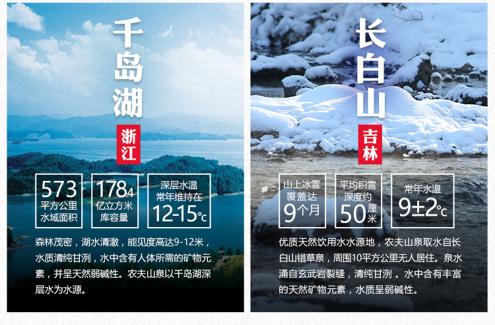 千岛湖
浙江
573
平方公里
水域面积
178.4
亿立方米
库容量
深层水温
常年维持在
12-15℃
森林茂密，湖水清澈，能见度高达9-12米，
水质清纯甘洌，水中含有人体所需的矿物元
素，并呈天然弱碱性。农夫山泉以千岛湖深
层水为水源。
长白山
吉林
山上冰雪
覆盖达
9个月
平均积雪
深度约
50厘米
常年水温
9±2℃
优质天然饮用水水源地，农夫山泉取水自长
白山错草泉，周围10平方公里无人居住。泉水
涌自玄武岩裂缝，清纯甘洌 。水中含有丰富
的天然矿物元素，水质呈弱碱性。